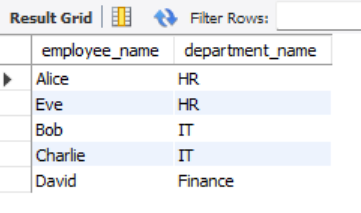 Result Grid Filter Rows:
employee_name department_name
Alice HR
Eve HR
Bob IT
Charlie IT
David Finance